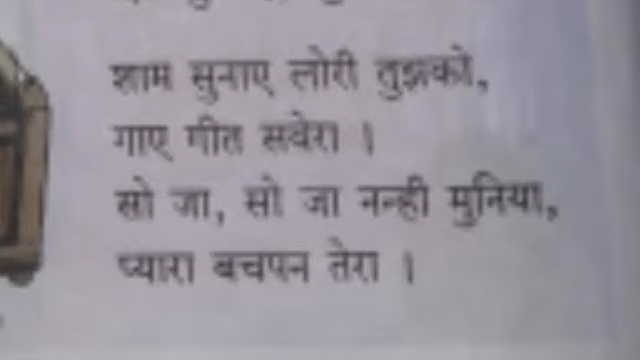 शाम सुनाए लोरी तुझको,
गाए गीत सवेरा ।
सो जा, सो जा नन्ही मुनिया,
प्यारा बचपन तेरा ।